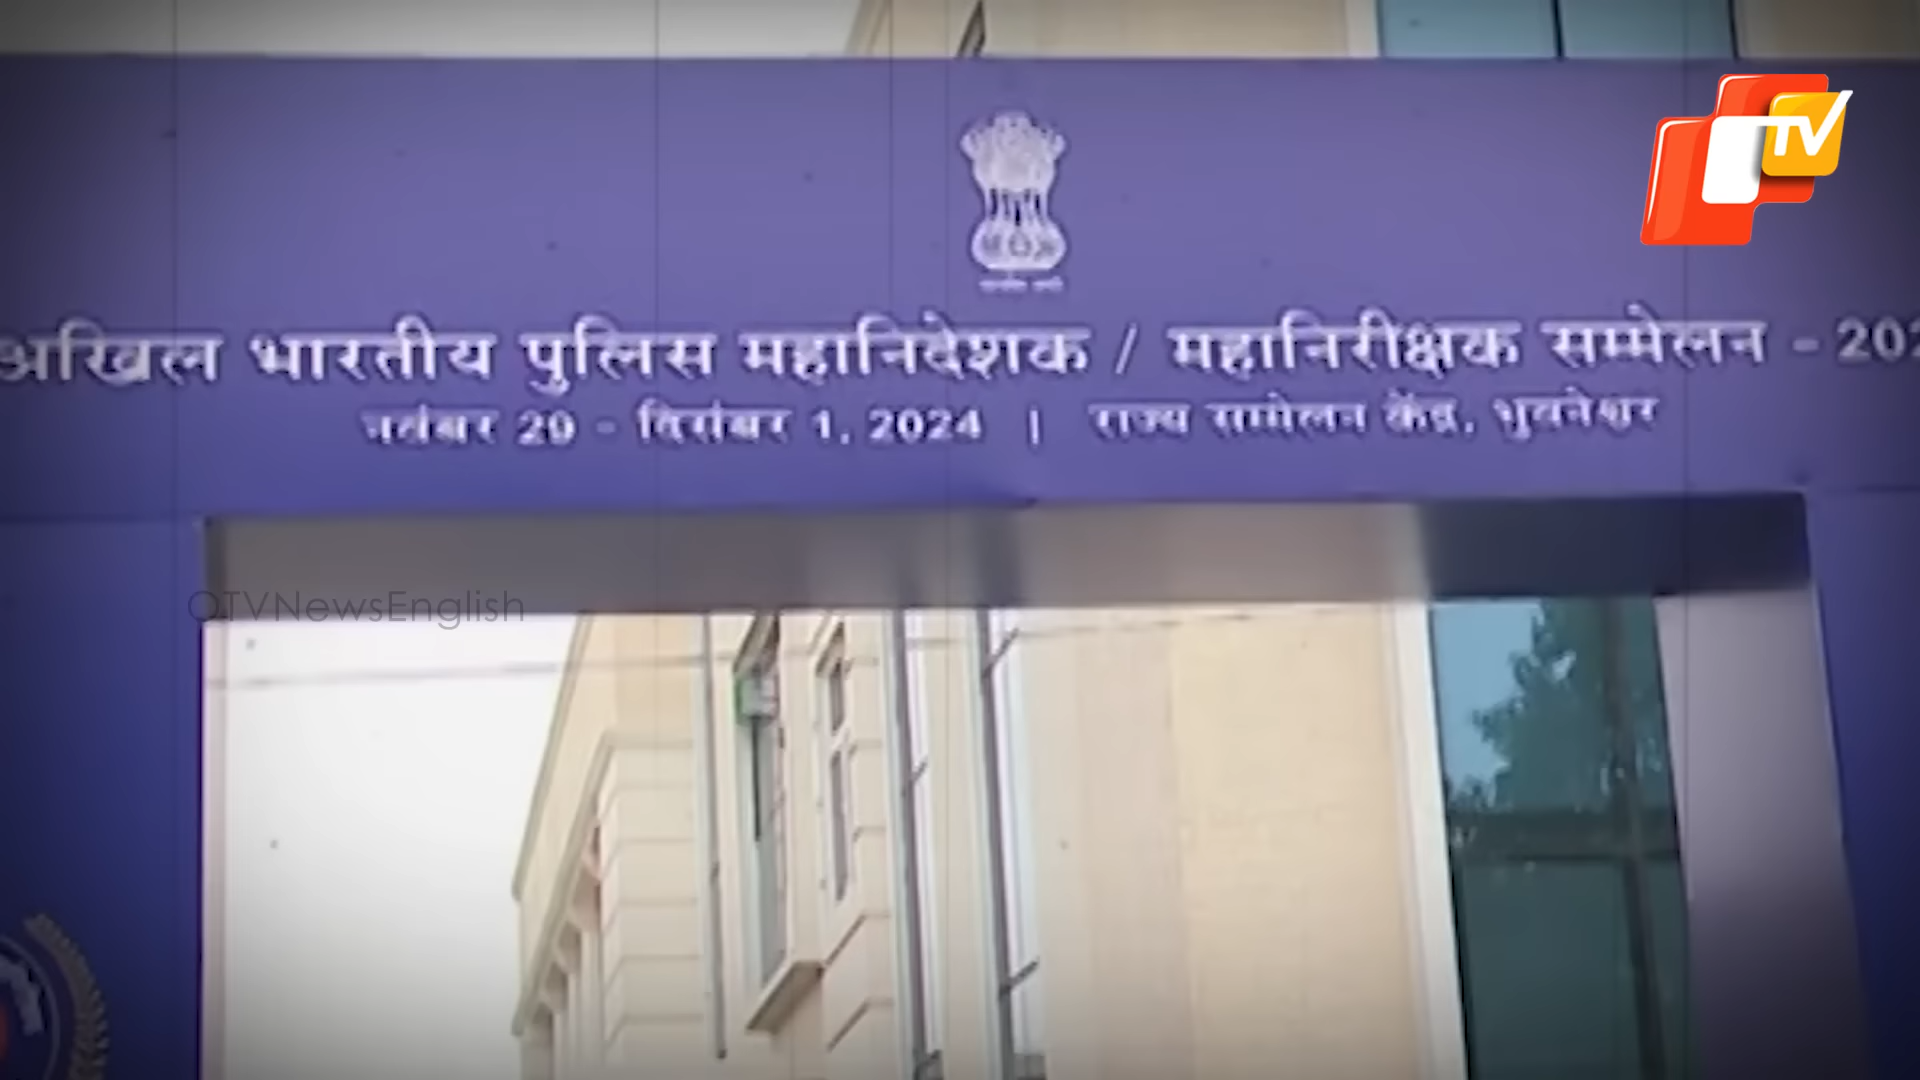 TV
अखिल भारतीय पुलिस महानिदेशक / महानिरीक्षक सम्मेलन - 202
नवंबर 29 - दिसंबर 1, 2024 | राज्य सम्मेलन केंद्र, भुवनेश्वर
OTVNewsEnglish